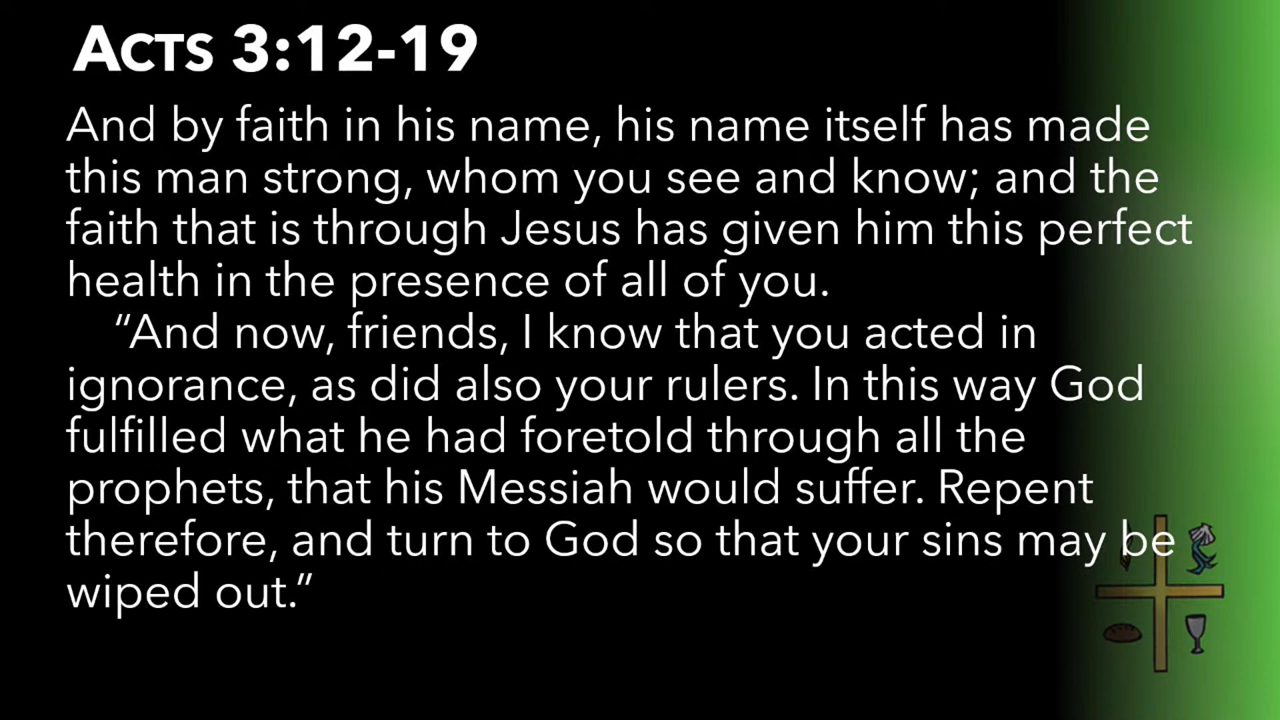 ACTS 3:12-19
And by faith in his name, his name itself has made
this man strong, whom you see and know; and the
faith that is through Jesus has given him this perfect
health in the presence of all of you.
“And now, friends, I know that you acted in
ignorance, as did also your rulers. In this way God
fulfilled what he had foretold through all the
prophets, that his Messiah would suffer. Repent
therefore, and turn to God so that your sins may be
wiped out.”